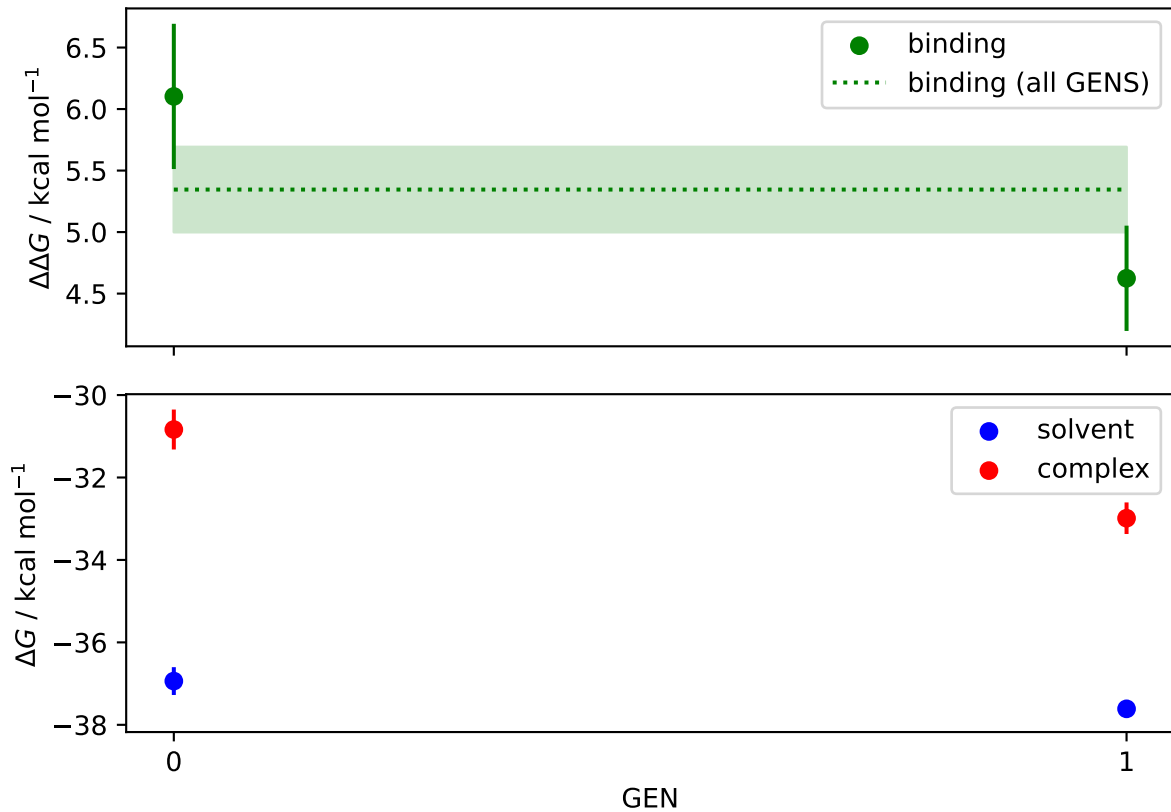 6.5
6.0
5.5
5.0
4.5
ΔΔG / kcal mol⁻¹
binding
binding (all GENS)
−30
−32
−34
−36
−38
ΔG / kcal mol⁻¹
solvent
complex
0
1
GEN